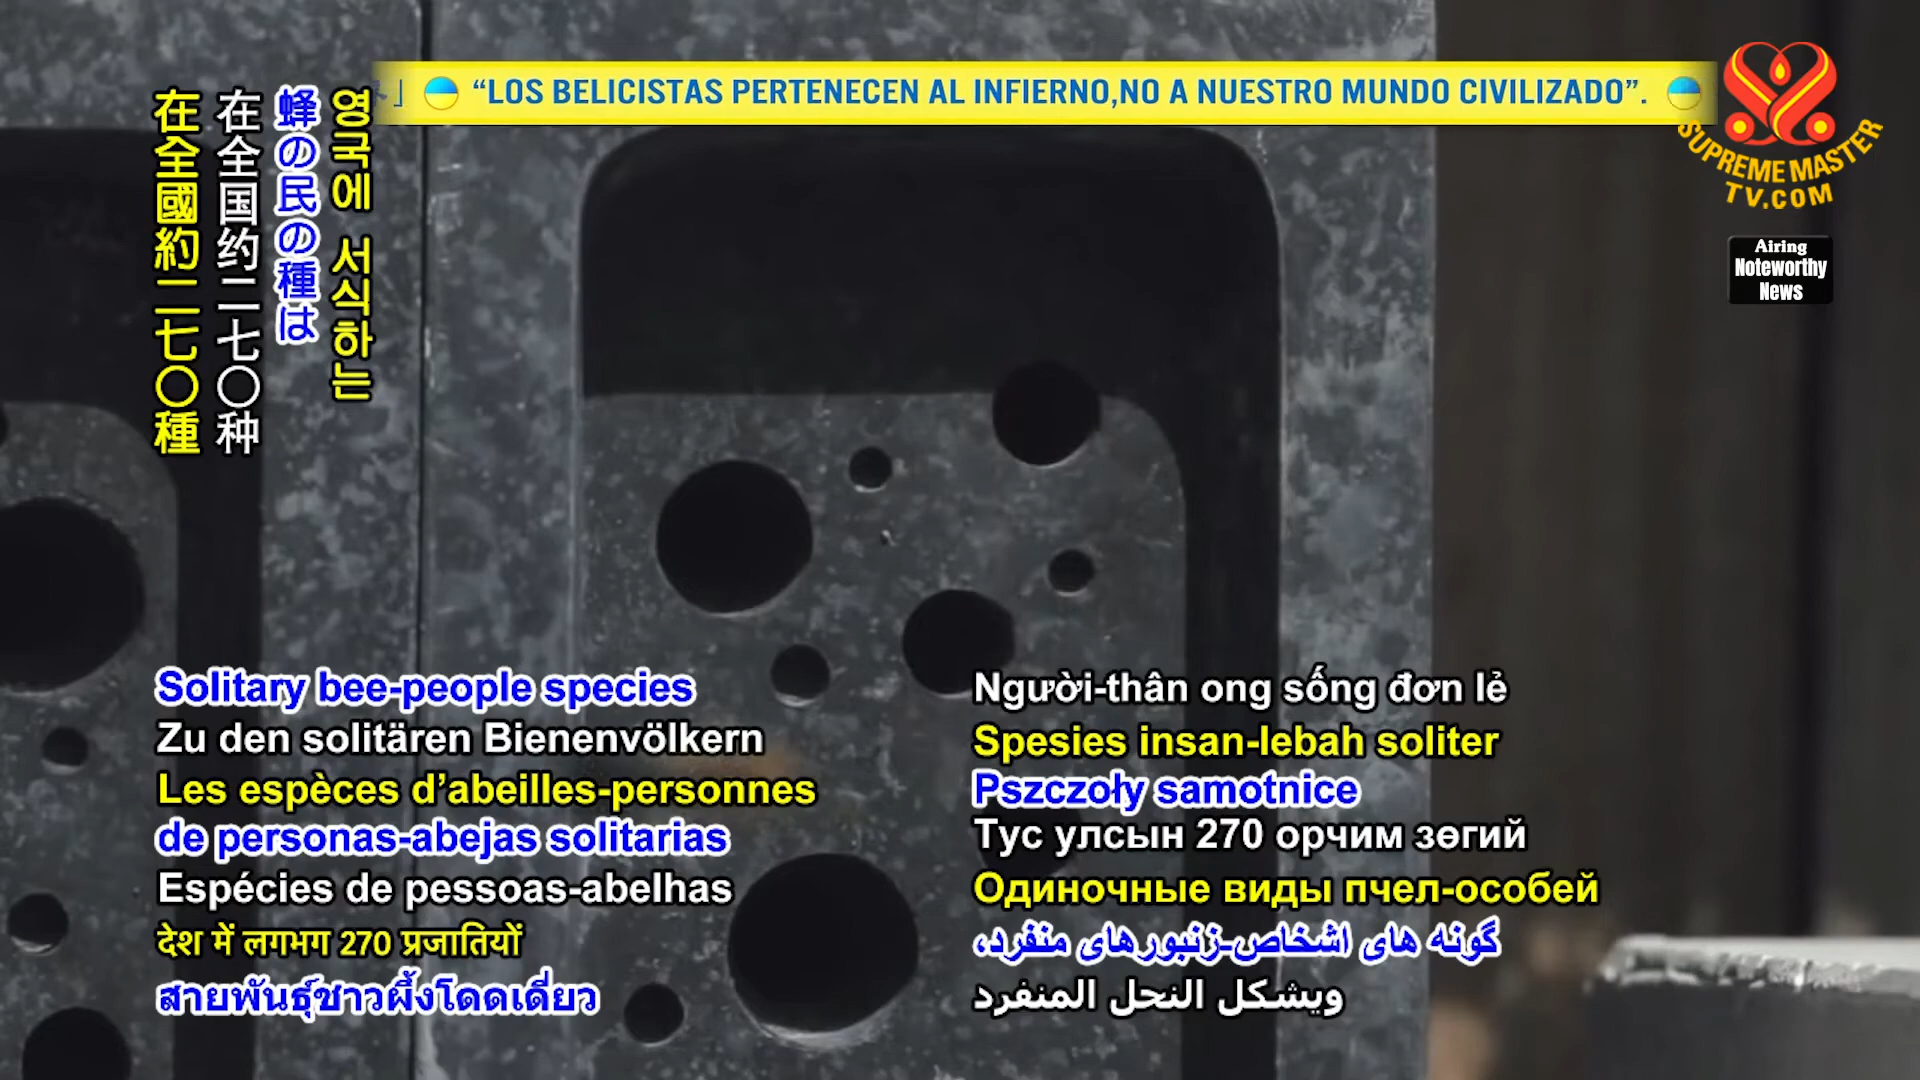 “LOS BELICISTAS PERTENECEN AL INFIERNO,NO A NUESTRO MUNDO CIVILIZADO”.
SUPREME MASTER
TV.COM
Airing
Noteworthy
News
영국에 서식하는
蜂の民の種は
在全国约二七〇种
在全國約二七〇種
Solitary bee-people species
Zu den solitären Bienenvölkern
Les espèces d’abeilles-personnes
de personas-abejas solitarias
Espécies de pessoas-abelhas
देश में लगभग 270 प्रजातियों
สายพันธุ์ชาวผึ้งโดดเดี่ยว
Người-thân ong sống đơn lẻ
Spesies insan-lebah soliter
Pszczoły samotnice
Тус улсын 270 орчим зөгий
Одиночные виды пчел-особей
گونه های اشخاص-زنبورهای منفرد،
ويشكل النحل المنفرد